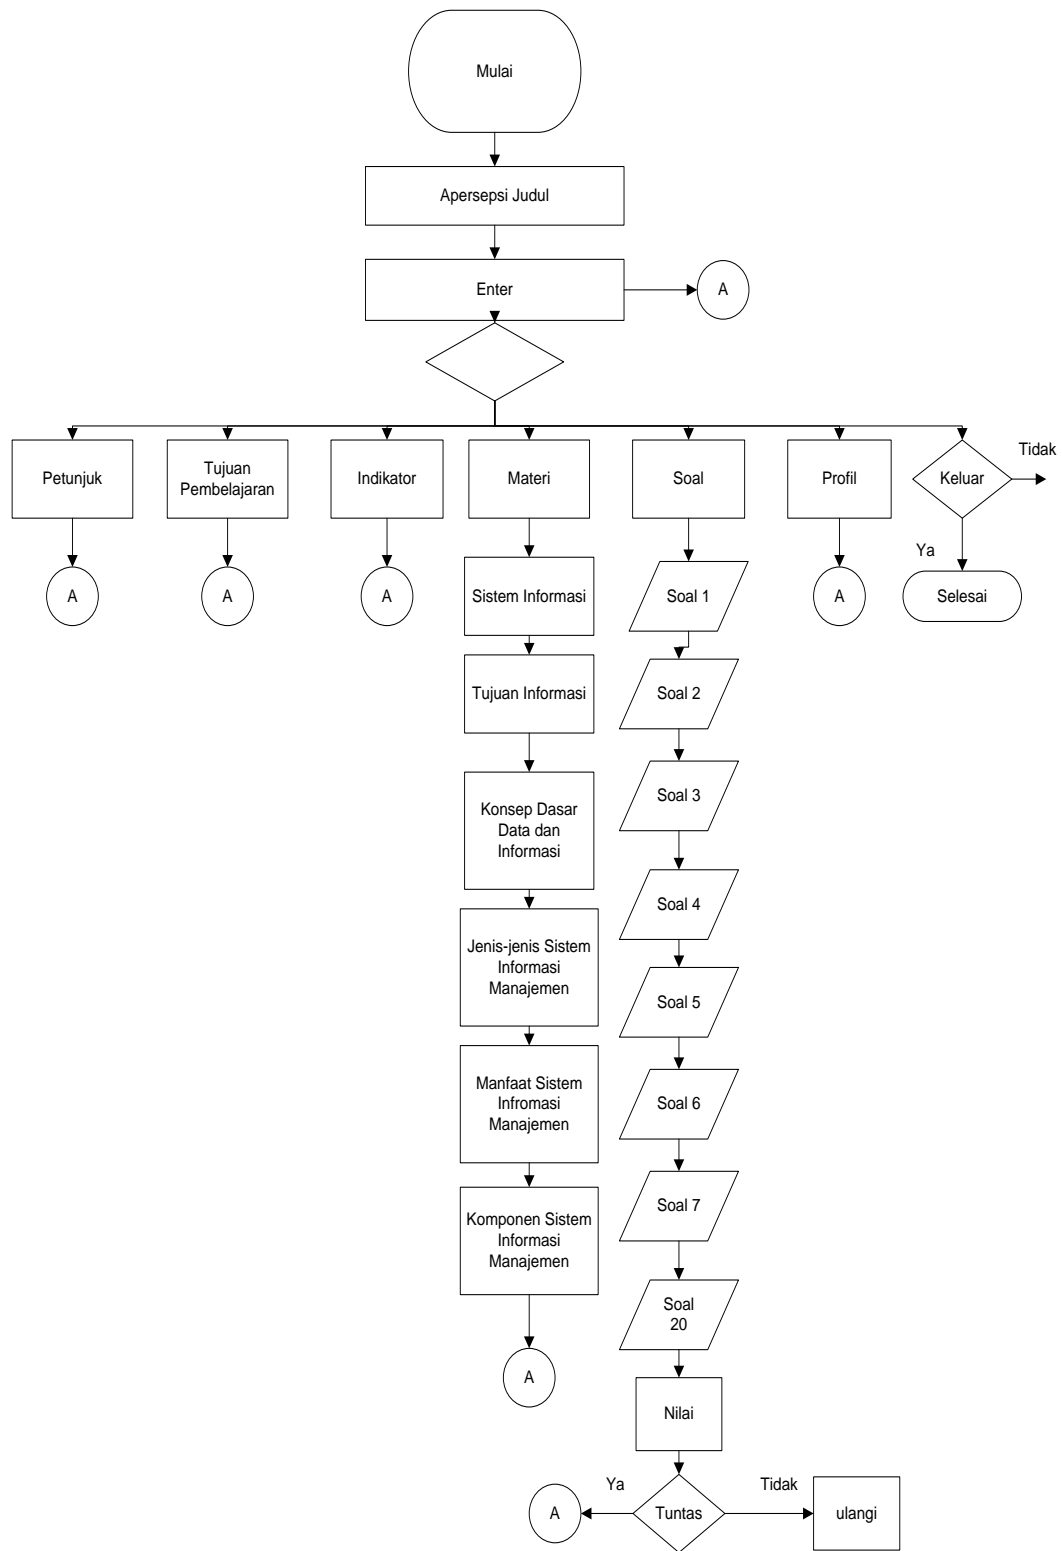 Mulai
Apersepsi Judul
Enter
A
Petunjuk
Tujuan
Pembelajaran
Indikator
Materi
Soal
Profil
Keluar
Tidak
Ya
A
A
A
Sistem Informasi
Soal 1
A
Selesai
Tujuan Informasi
Soal 2
Konsep Dasar
Data dan
Informasi
Soal 3
Soal 4
Jenis-jenis Sistem
Informasi
Manajemen
Soal 5
Manfaat Sistem
Infromasi
Manajemen
Soal 6
Komponen Sistem
Informasi
Manajemen
Soal 7
Soal
20
A
Nilai
Ya
Tidak
A
Tuntas
ulangi